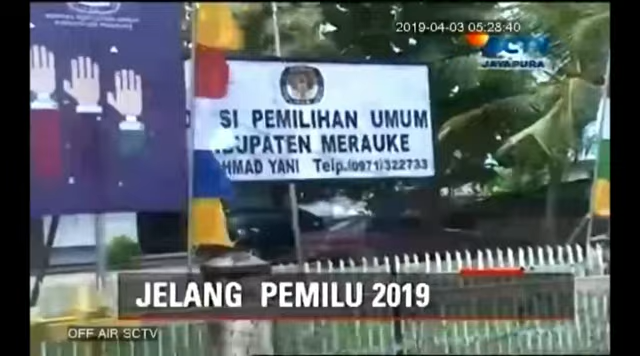 2019-04-03 05:28:40
SCTV
JAYAPURA
SI PEMILIHAN UMUM
BUPATEN MERAUKE
HMAD YANI Telp.(0971)322733
JELANG PEMILU 2019
OFF AIR SCTV